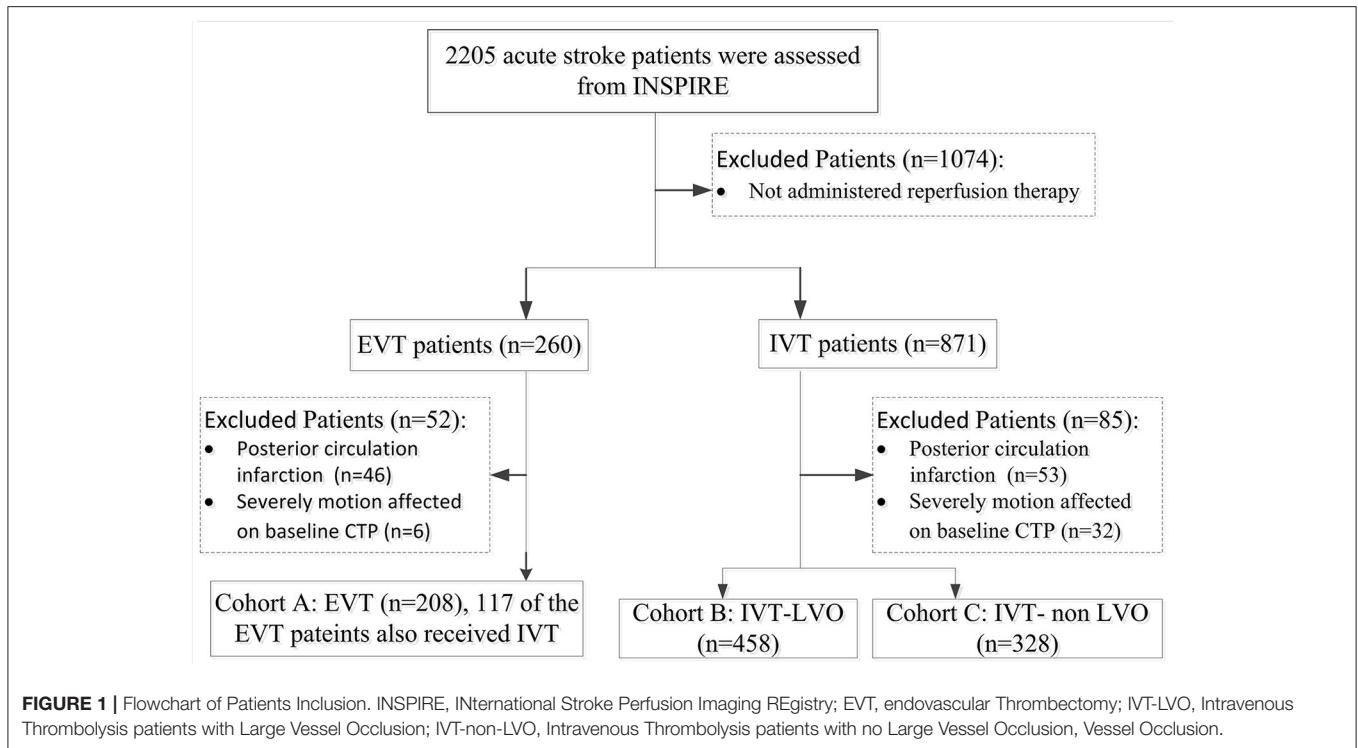 2205 acute stroke patients were assessed
from INSPIRE
Excluded Patients (n=1074):
• Not administered reperfusion therapy
EVT patients (n=260)
IVT patients (n=871)
Excluded Patients (n=52):
• Posterior circulation
infarction (n=46)
• Severely motion affected
on baseline CTP (n=6)
Excluded Patients (n=85):
• Posterior circulation
infarction (n=53)
• Severely motion affected
on baseline CTP (n=32)
Cohort A: EVT (n=208), 117 of the
EVT pateints also received IVT
Cohort B: IVT-LVO
(n=458)
Cohort C: IVT- non LVO
(n=328)
FIGURE 1 | Flowchart of Patients Inclusion. INSPIRE, INternational Stroke Perfusion Imaging REgistry; EVT, endovascular Thrombectomy; IVT-LVO, Intravenous
Thrombolysis patients with Large Vessel Occlusion; IVT-non-LVO, Intravenous Thrombolysis patients with no Large Vessel Occlusion, Vessel Occlusion.